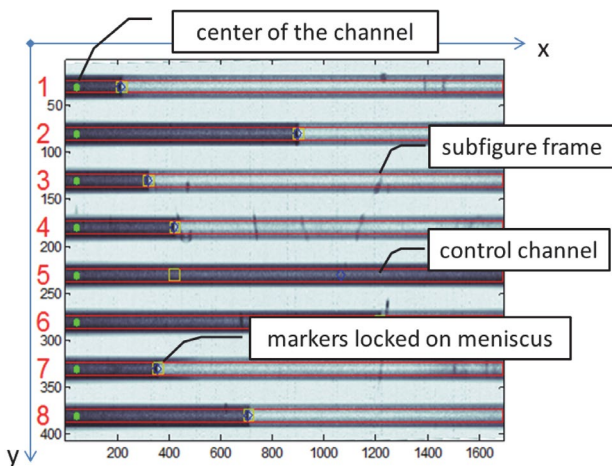 center of the channel
x
1
50
2
100
subfigure frame
3
150
4
200
control channel
5
250
6
300
markers locked on meniscus
7
350
8
400
y
200 400 600 800 1000 1200 1400 1600